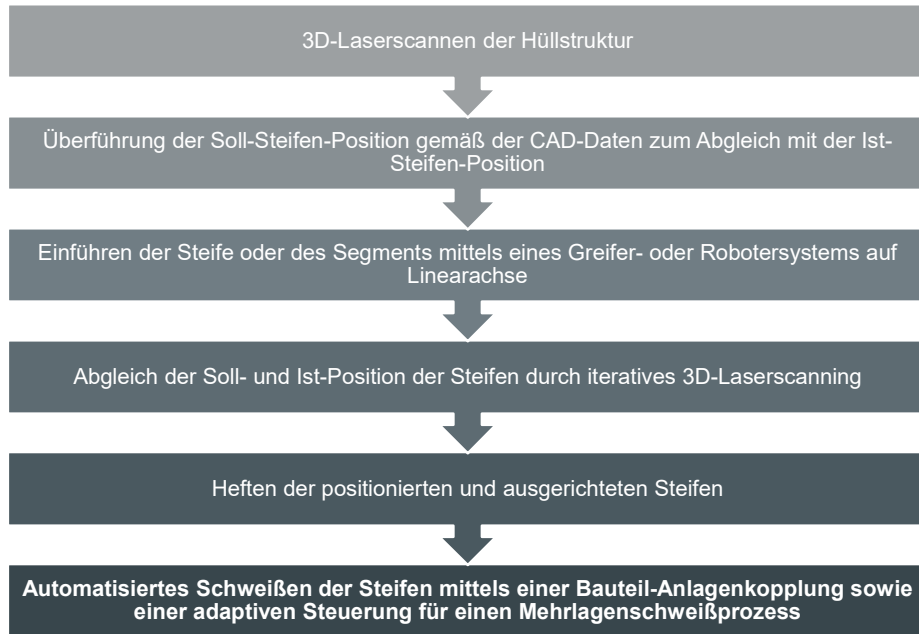 3D-Laserscannen der Hüllstruktur
Überführung der Soll-Steifen-Position gemäß der CAD-Daten zum Abgleich mit der Ist-
Steifen-Position
Einführen der Steife oder des Segments mittels eines Greifer- oder Robotersystems auf
Linearachse
Abgleich der Soll- und Ist-Position der Steifen durch iteratives 3D-Laserscanning
Heften der positionierten und ausgerichteten Steifen
Automatisiertes Schweißen der Steifen mittels einer Bauteil-Anlagenkopplung sowie
einer adaptiven Steuerung für einen Mehrlagenschweißprozess